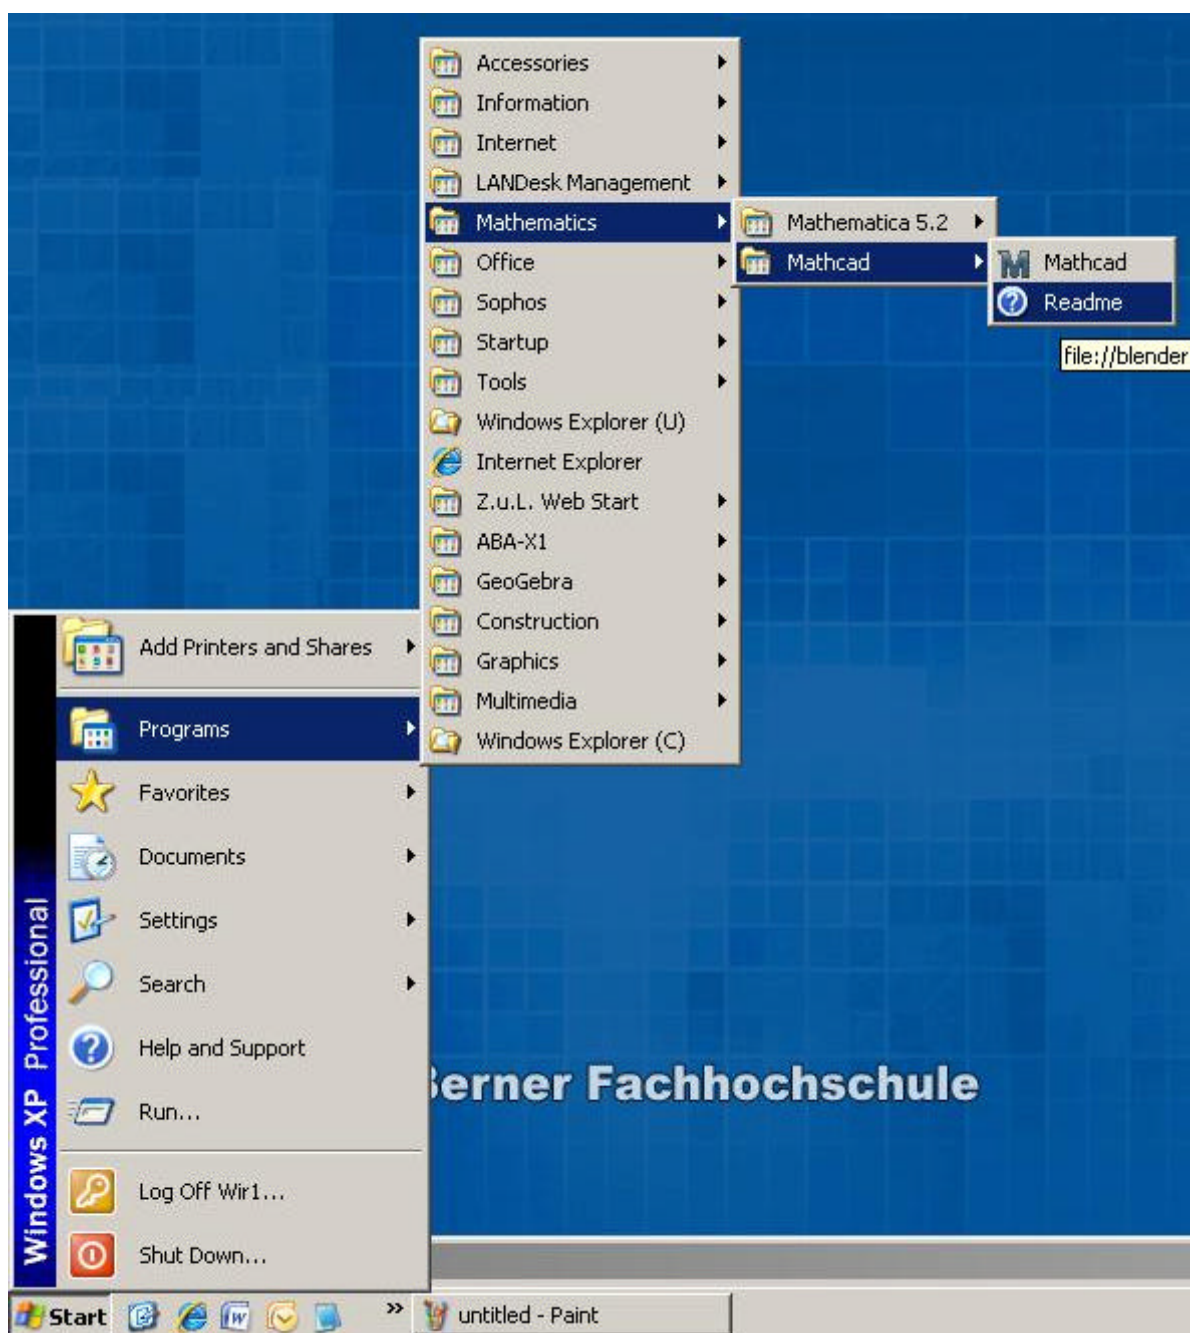 Accessories
Information
Internet
LANDesk Management
Mathematics
Office
Sophos
Startup
Tools
Windows Explorer (U)
Internet Explorer
Z.u.L. Web Start
ABA-X1
GeoGebra
Construction
Graphics
Multimedia
Windows Explorer (C)
Mathematica 5.2
Mathcad
Mathcad
Readme
file://blender
Add Printers and Shares
Programs
Favorites
Documents
Settings
Search
Help and Support
Run...
Log Off Wir1...
Shut Down...
Windows XP Professional
Berner Fachhochschule
Start
»
untitled - Paint